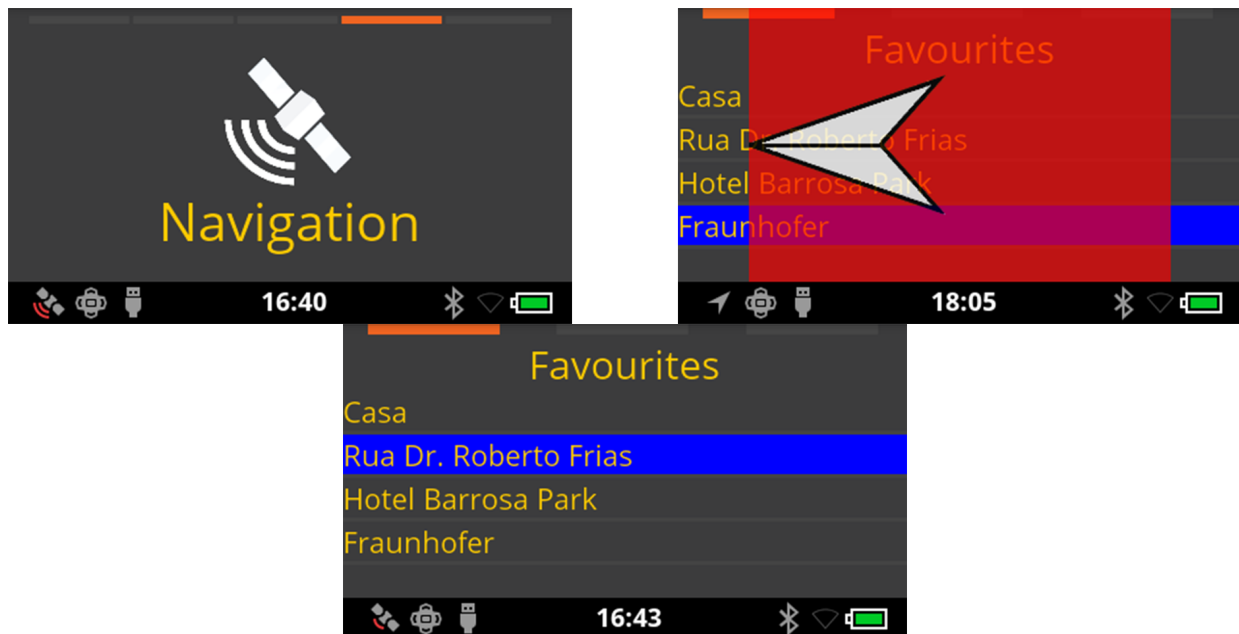 Navigation
16:40
Favourites
Casa
Rua Dr. Roberto Frias
Hotel Barrosa Park
Fraunhofer
18:05
Favourites
Casa
Rua Dr. Roberto Frias
Hotel Barrosa Park
Fraunhofer
16:43